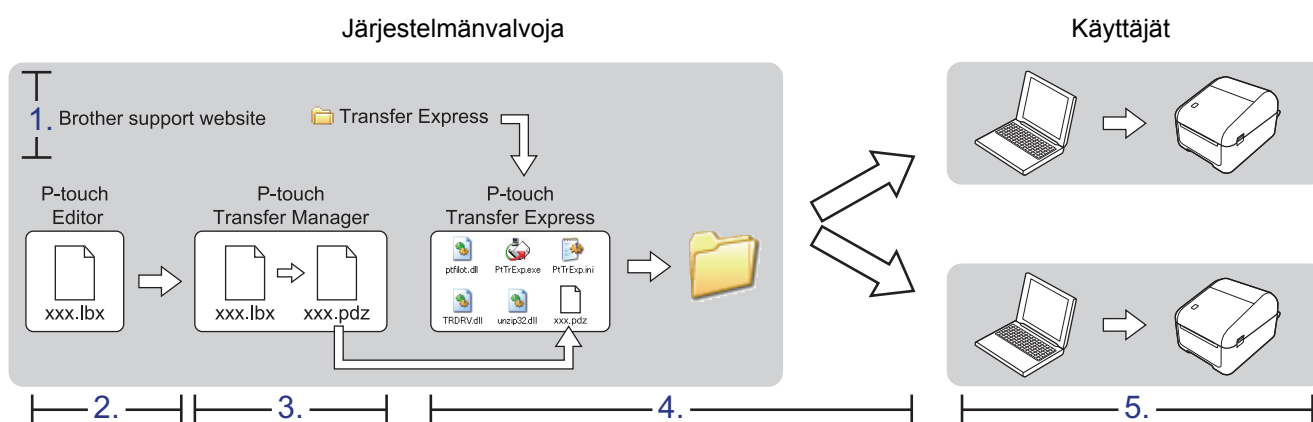 Järjestelmänvalvoja
Käyttäjät
1. Brother support website
Transfer Express
P-touch
Editor
xxx.lbx
P-touch
Transfer Manager
xxx.lbx
xxx.pdz
P-touch
Transfer Express
ptfilot.dll
PtTrExp.exe
PtTrExp.ini
TRDRV.dll
unzip32.dll
xxx.pdz
2.
3.
4.
5.